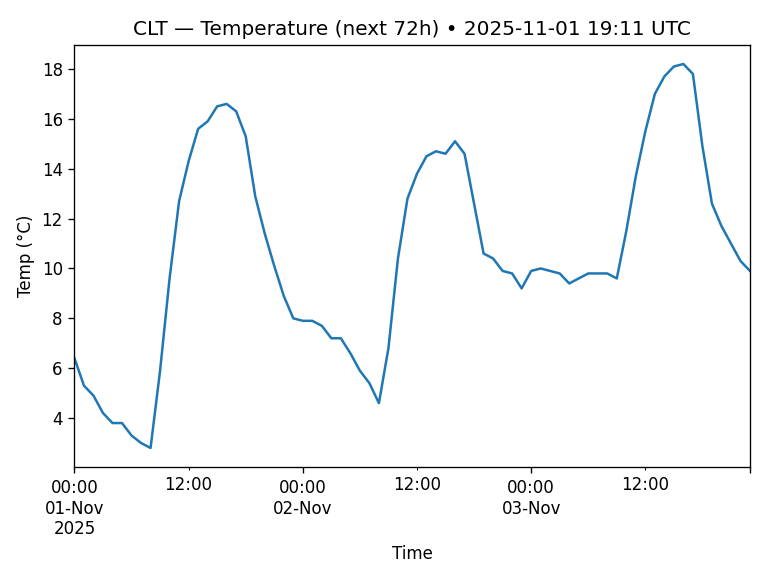 CLT — Temperature (next 72h) • 2025-11-01 19:11 UTC
Temp (°C)
18
16
14
12
10
8
6
4
00:00 12:00 00:00 12:00 00:00 12:00
01-Nov 02-Nov 03-Nov
2025
Time